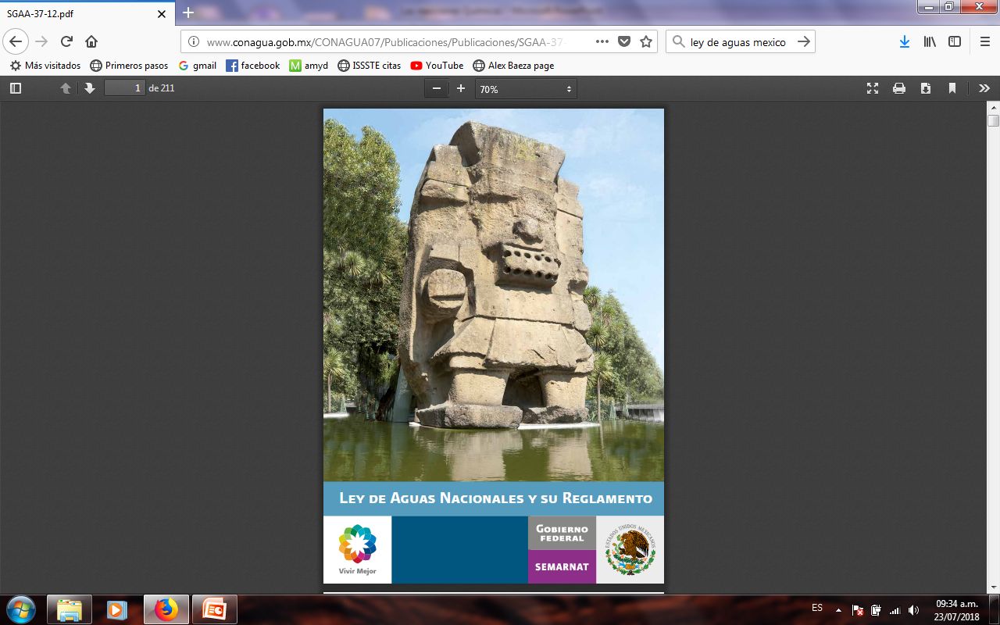 SGAA-37-12.pdf
www.conagua.gob.mx/CONAGUA07/Publicaciones/Publicaciones/SGAA-37-
ley de aguas mexico
Más visitados
Primeros pasos
G gmail
facebook
M amyd
ISSSTE citas
YouTube
Alex Baeza page
1 de 211
70%
LEY DE AGUAS NACIONALES Y SU REGLAMENTO
Vivir Mejor
GOBIERNO
FEDERAL
SEMARNAT
ESTADOS UNIDOS MEXICANOS
ES
09:34 a.m.
23/07/2018